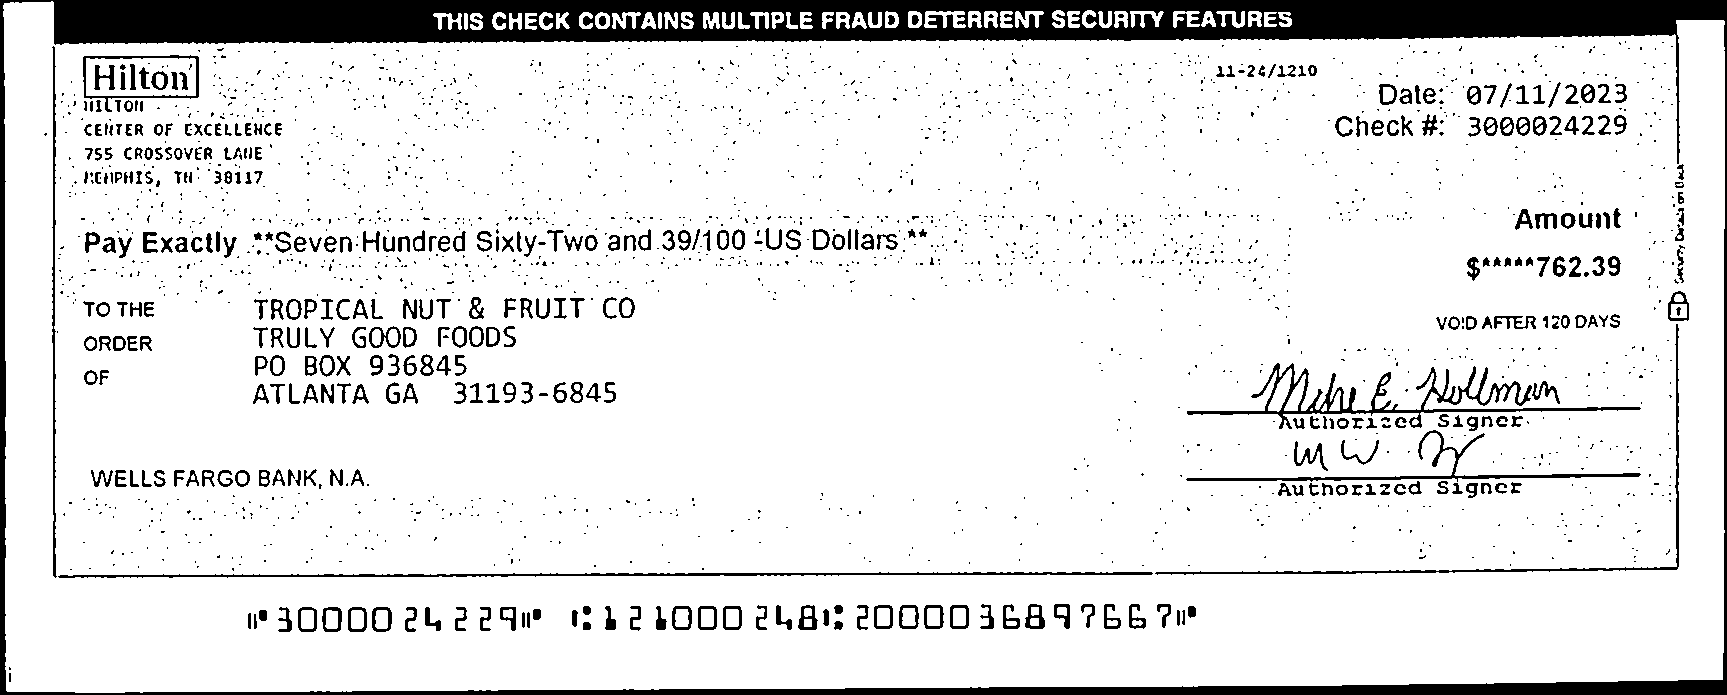 THIS CHECK CONTAINS MULTIPLE FRAUD DETERRENT SECURITY FEATURES
Hilton
HILTON
CENTER OF EXCELLENCE
755 CROSSOVER LANE
MEMPHIS, TN 38117
11-24/1210
Date: 07/11/2023
Check #: 3000024229
Amount
Pay Exactly **Seven Hundred Sixty-Two and 39/100 -US Dollars **
$*****762.39
TO THE
ORDER
OF
TROPICAL NUT & FRUIT CO
TRULY GOOD FOODS
PO BOX 936845
ATLANTA GA 31193-6845
VOID AFTER 120 DAYS
Mike E. Hollman
Authorized Signer
Authorized Signer
WELLS FARGO BANK, N.A.
Security Details on Back
⑈3000024229⑈ ⑆121000248⑆2000036897667⑈